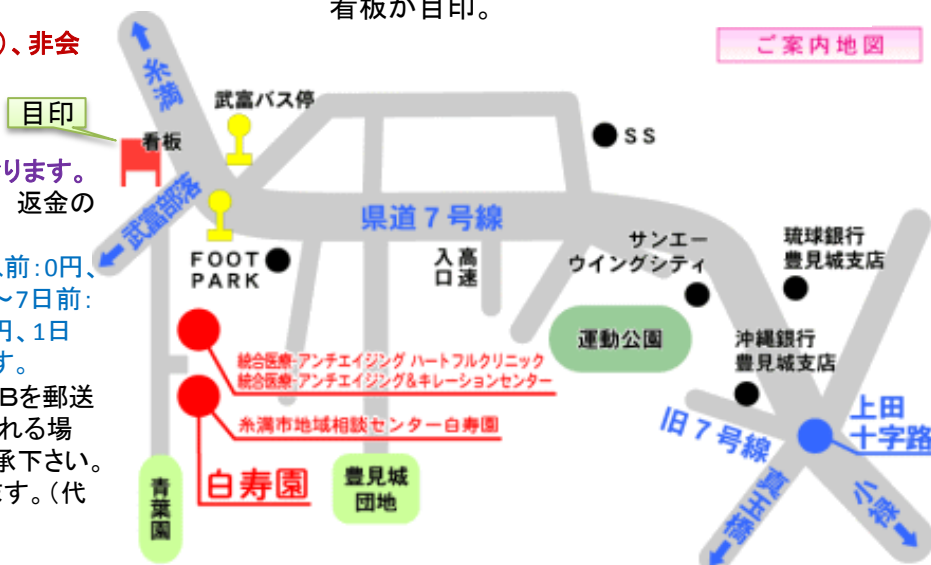 看板が目印。
)、非会
目印
ります。
返金の
前:0円、
~7日前:
円、1日
す。
Bを郵送
れる場
承下さい。
ます。(代
ご案内地図
糸満
武富バス停
看板
SS
武富部落
県道7号線
FOOT
PARK
高速
入口
サンエー
ウイングシティ
琉球銀行
豊見城支店
運動公園
沖縄銀行
豊見城支店
統合医療・アンチエイジング ハートフルクリニック
統合医療・アンチエイジング&キレーションセンター
糸満市地域相談センター白寿園
白寿園
青葉園
豊見城
団地
旧7号線
上田
十字路
真玉橋
小禄